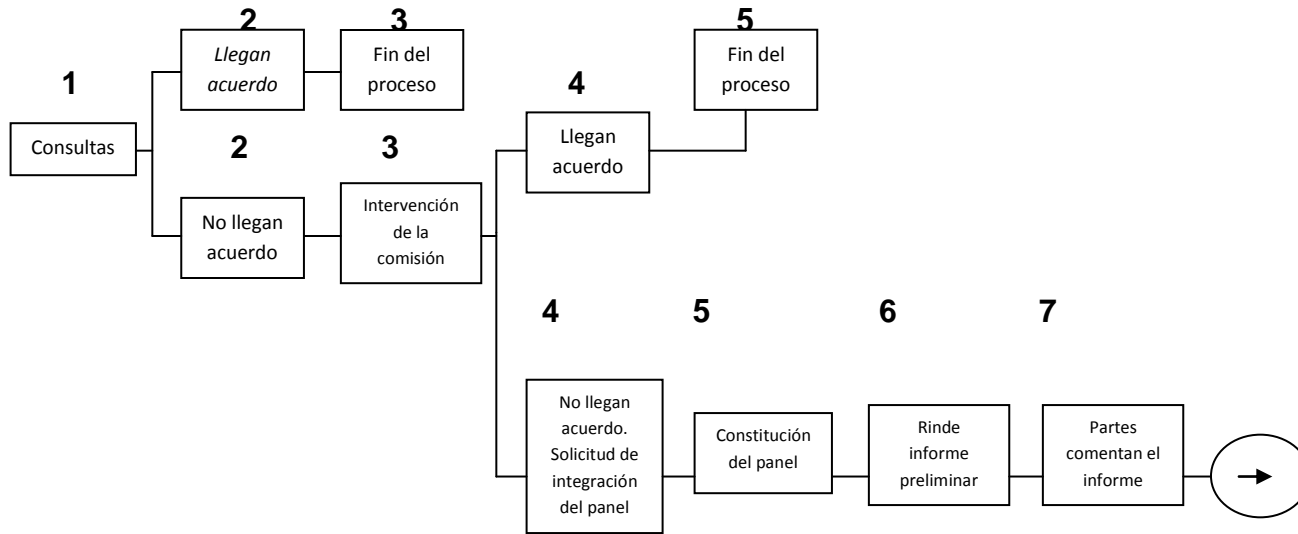 2
3
5
Llegan
acuerdo
Fin del
proceso
Fin del
proceso
1
4
Consultas
2
3
Llegan
acuerdo
No llegan
acuerdo
Intervención
de la
comisión
4
5
6
7
No llegan
acuerdo.
Solicitud de
integración
del panel
Constitución
del panel
Rinde
informe
preliminar
Partes
comentan el
informe